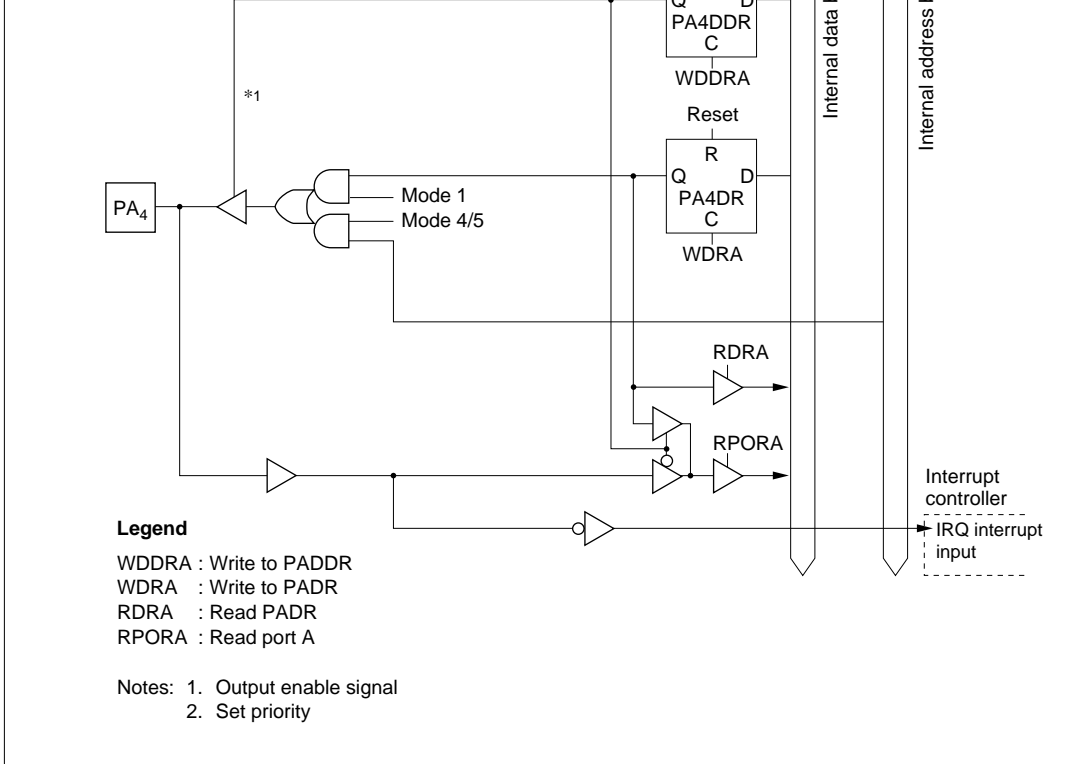 Q D
PA4DDR
C
WDDRA
Internal data
Internal address
*1
Reset
R
Q D
PA4DR
C
WDRA
PA4
Mode 1
Mode 4/5
RDRA
RPORA
Interrupt
controller
IRQ interrupt
input
Legend
WDDRA : Write to PADDR
WDRA : Write to PADR
RDRA : Read PADR
RPORA : Read port A
Notes: 1. Output enable signal
2. Set priority